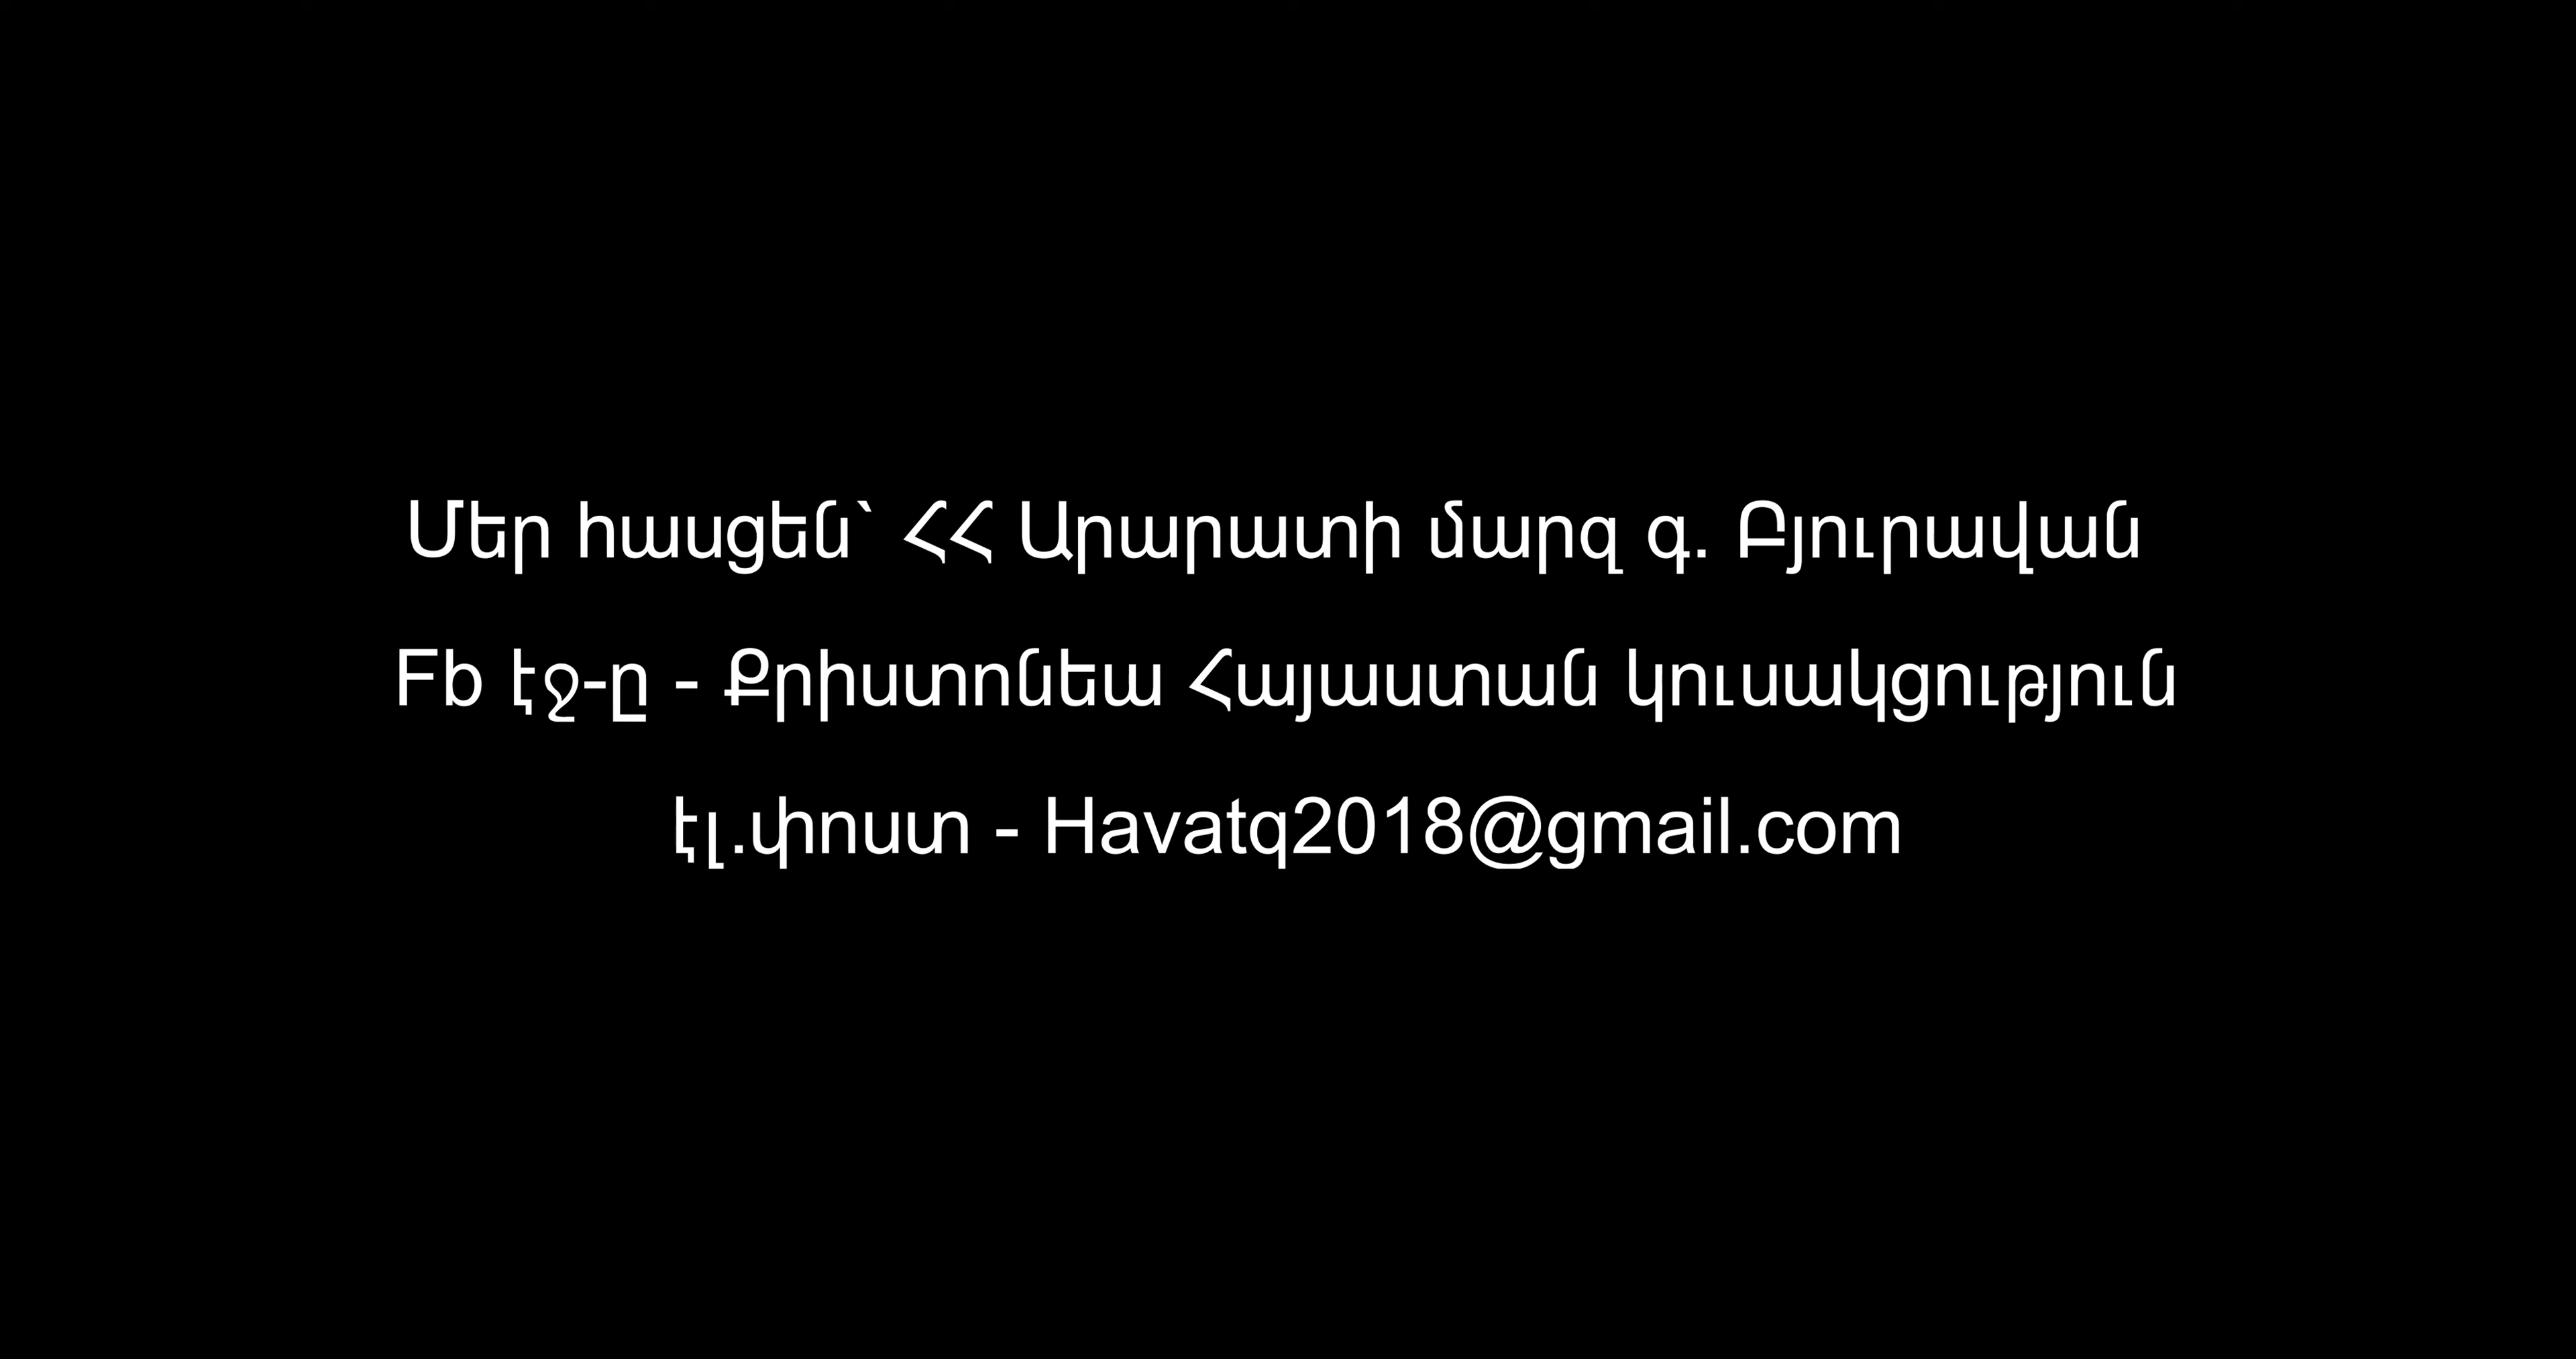 Մեր հասցեն` ՀՀ Արարատի մարզ գ. Բյուրավան
Fb էջ-ը - Քրիստոնեա Հայաստան կուսակցություն
էլ.փոստ - Havatq2018@gmail.com